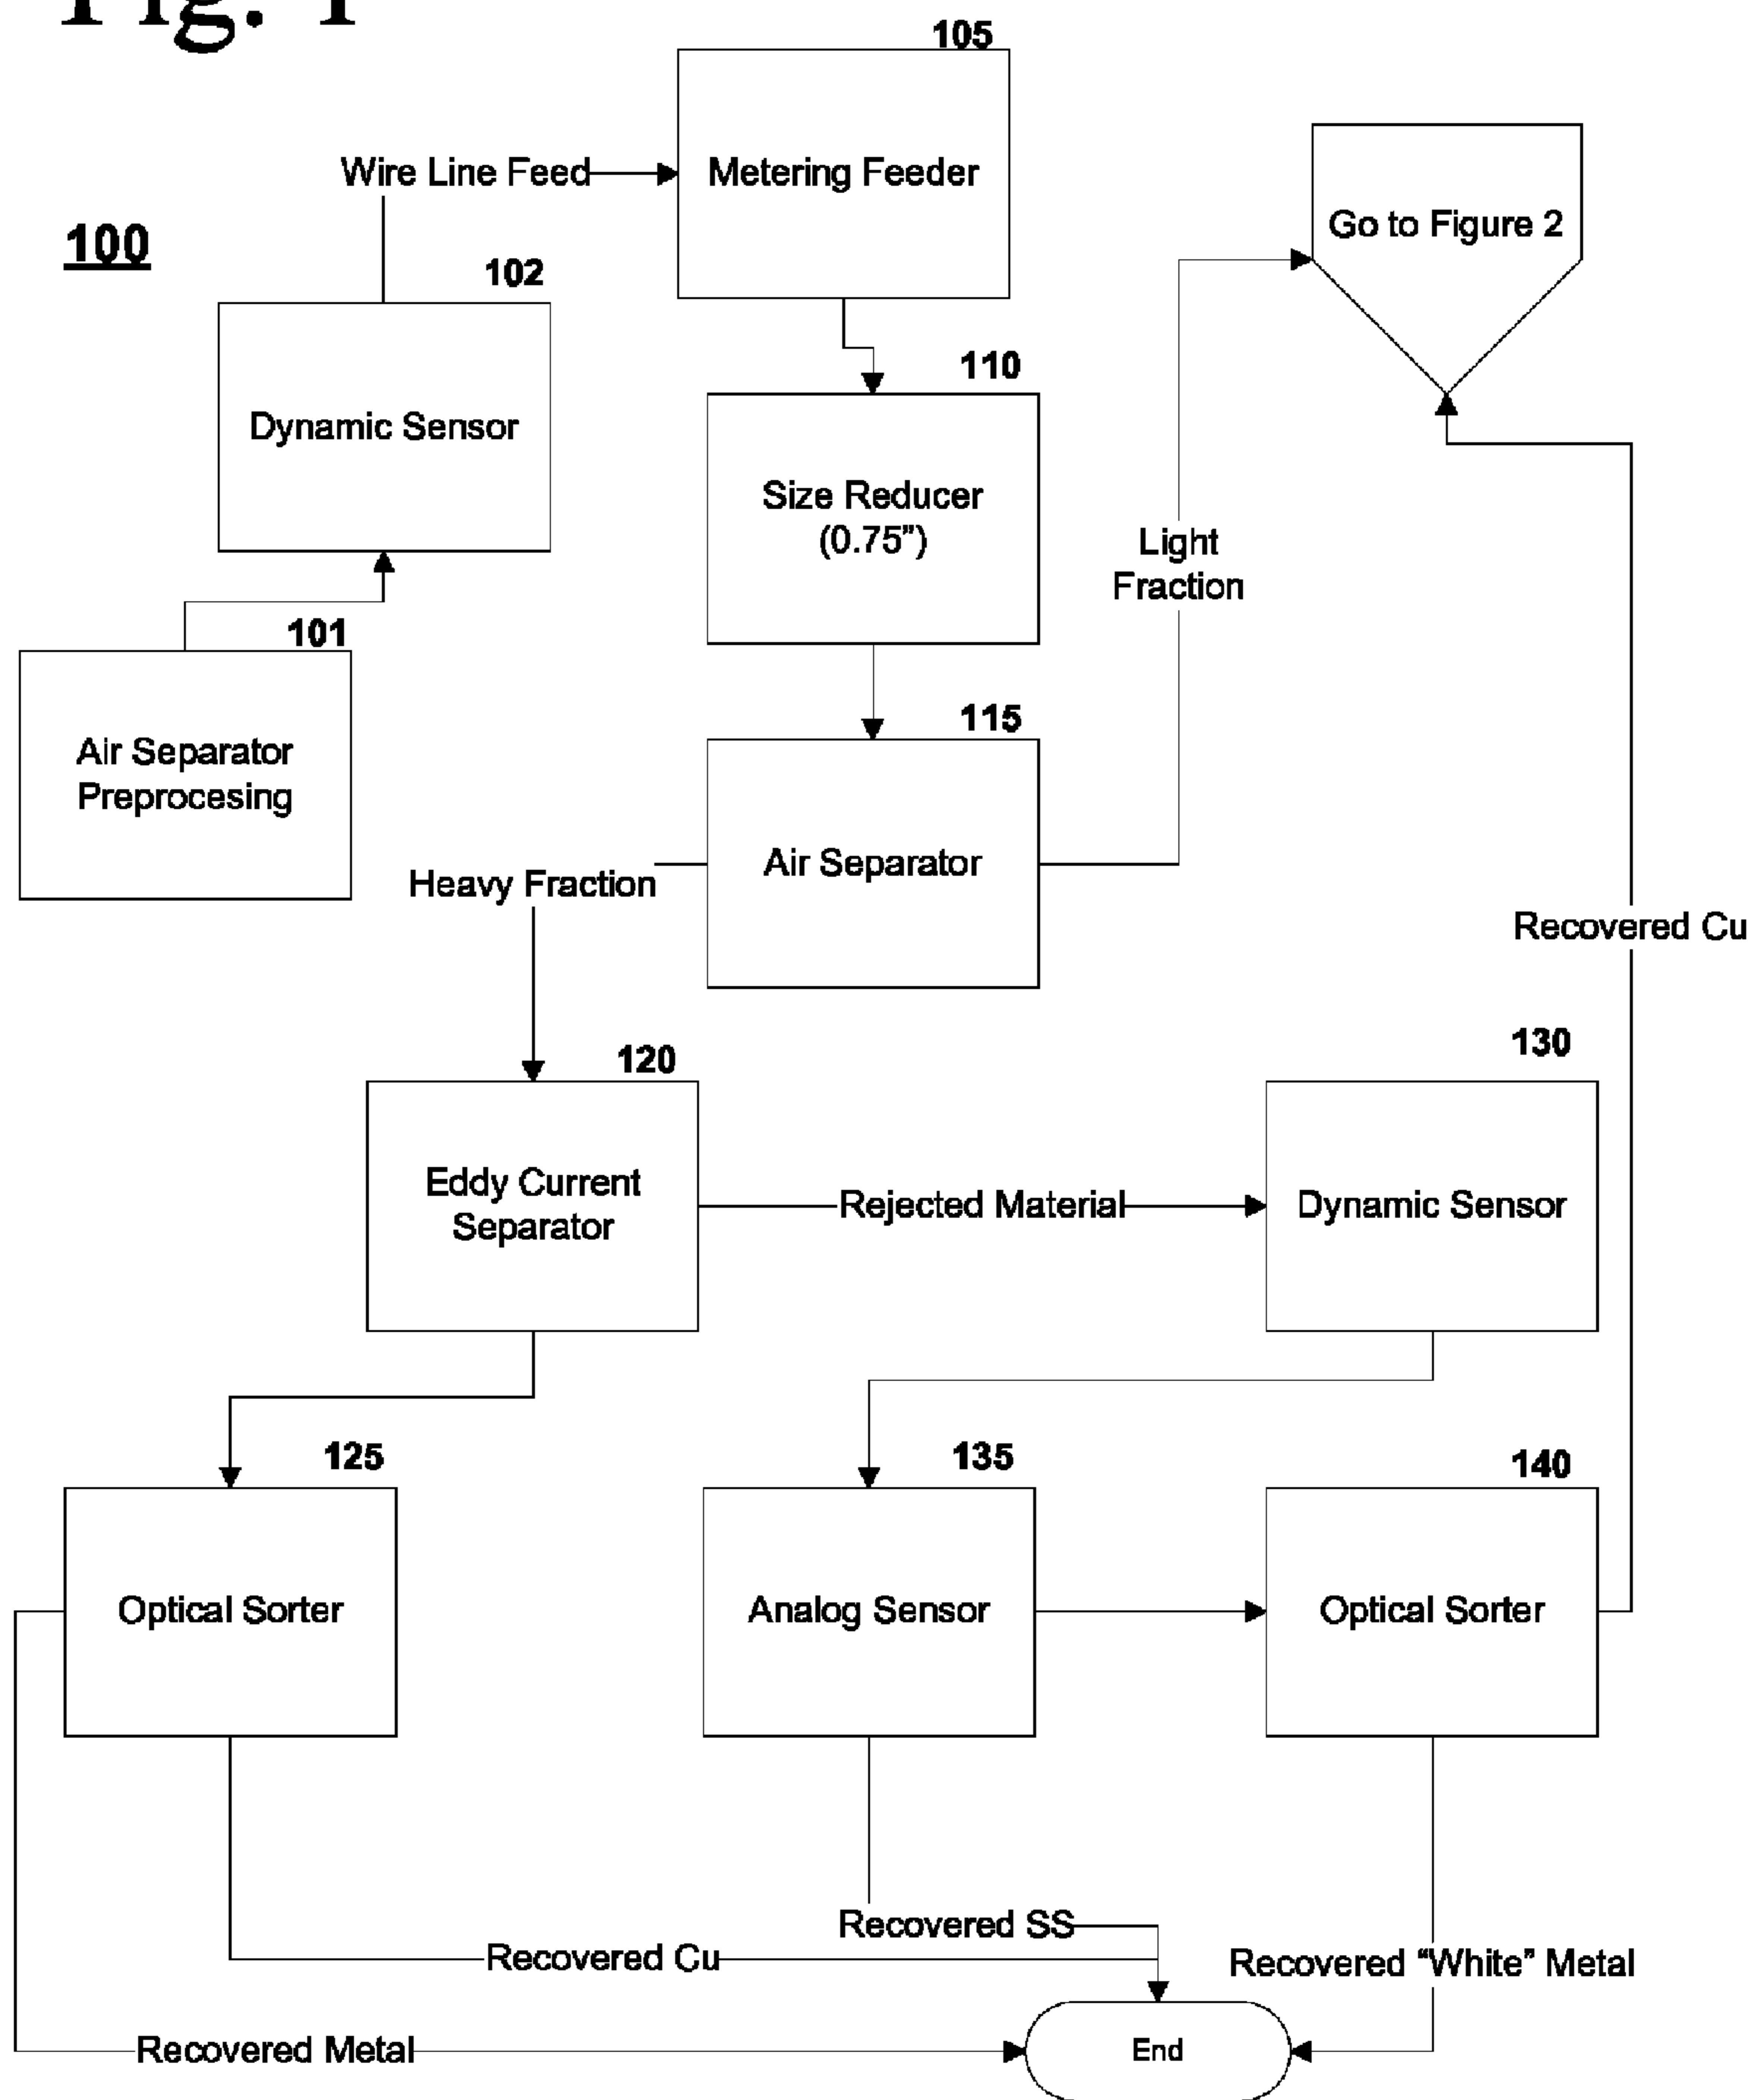 Fig. 1
105
Wire Line Feed
Metering Feeder
Go to Figure 2
100
102
Dynamic Sensor
110
Size Reducer
(0.75”)
Light
Fraction
101
Air Separator
Preprocesing
115
Air Separator
Heavy Fraction
Recovered Cu
120
Eddy Current
Separator
Rejected Material
130
Dynamic Sensor
125
Optical Sorter
135
Analog Sensor
140
Optical Sorter
Recovered SS
Recovered Cu
Recovered “White” Metal
Recovered Metal
End